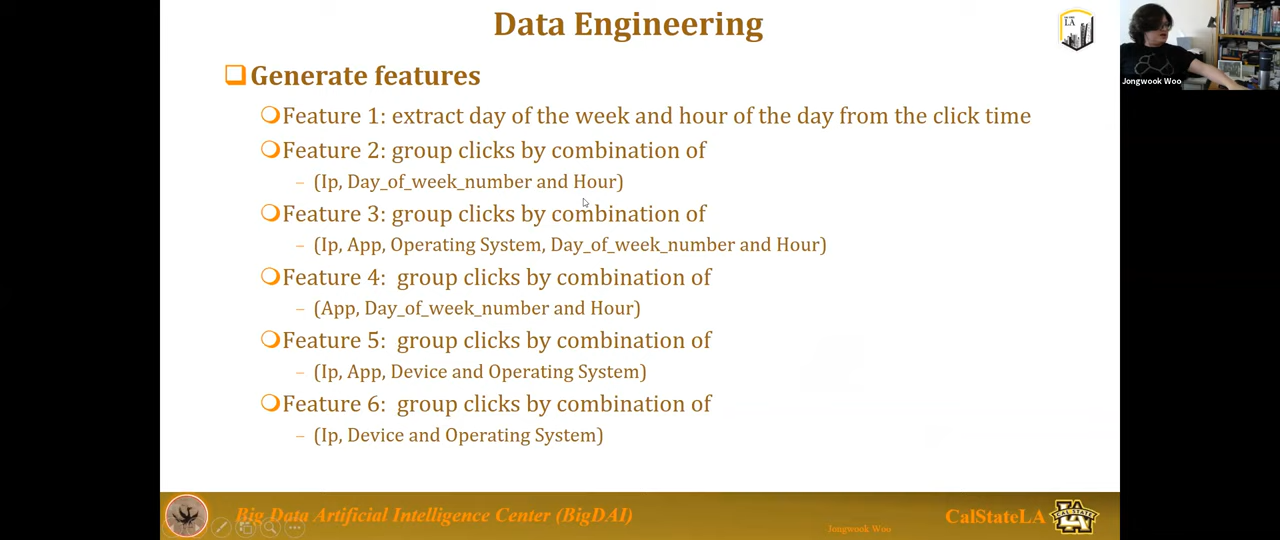 Data Engineering
Generate features
Feature 1: extract day of the week and hour of the day from the click time
Feature 2: group clicks by combination of
– (Ip, Day_of_week_number and Hour)
Feature 3: group clicks by combination of
– (Ip, App, Operating System, Day_of_week_number and Hour)
Feature 4:  group clicks by combination of
– (App, Day_of_week_number and Hour)
Feature 5:  group clicks by combination of
– (Ip, App, Device and Operating System)
Feature 6:  group clicks by combination of
– (Ip, Device and Operating System)
Big Data Artificial Intelligence Center (BigDAI)
Jongwook Woo
CalStateLA
LA
CAL STATE
LA
Jongwook Woo